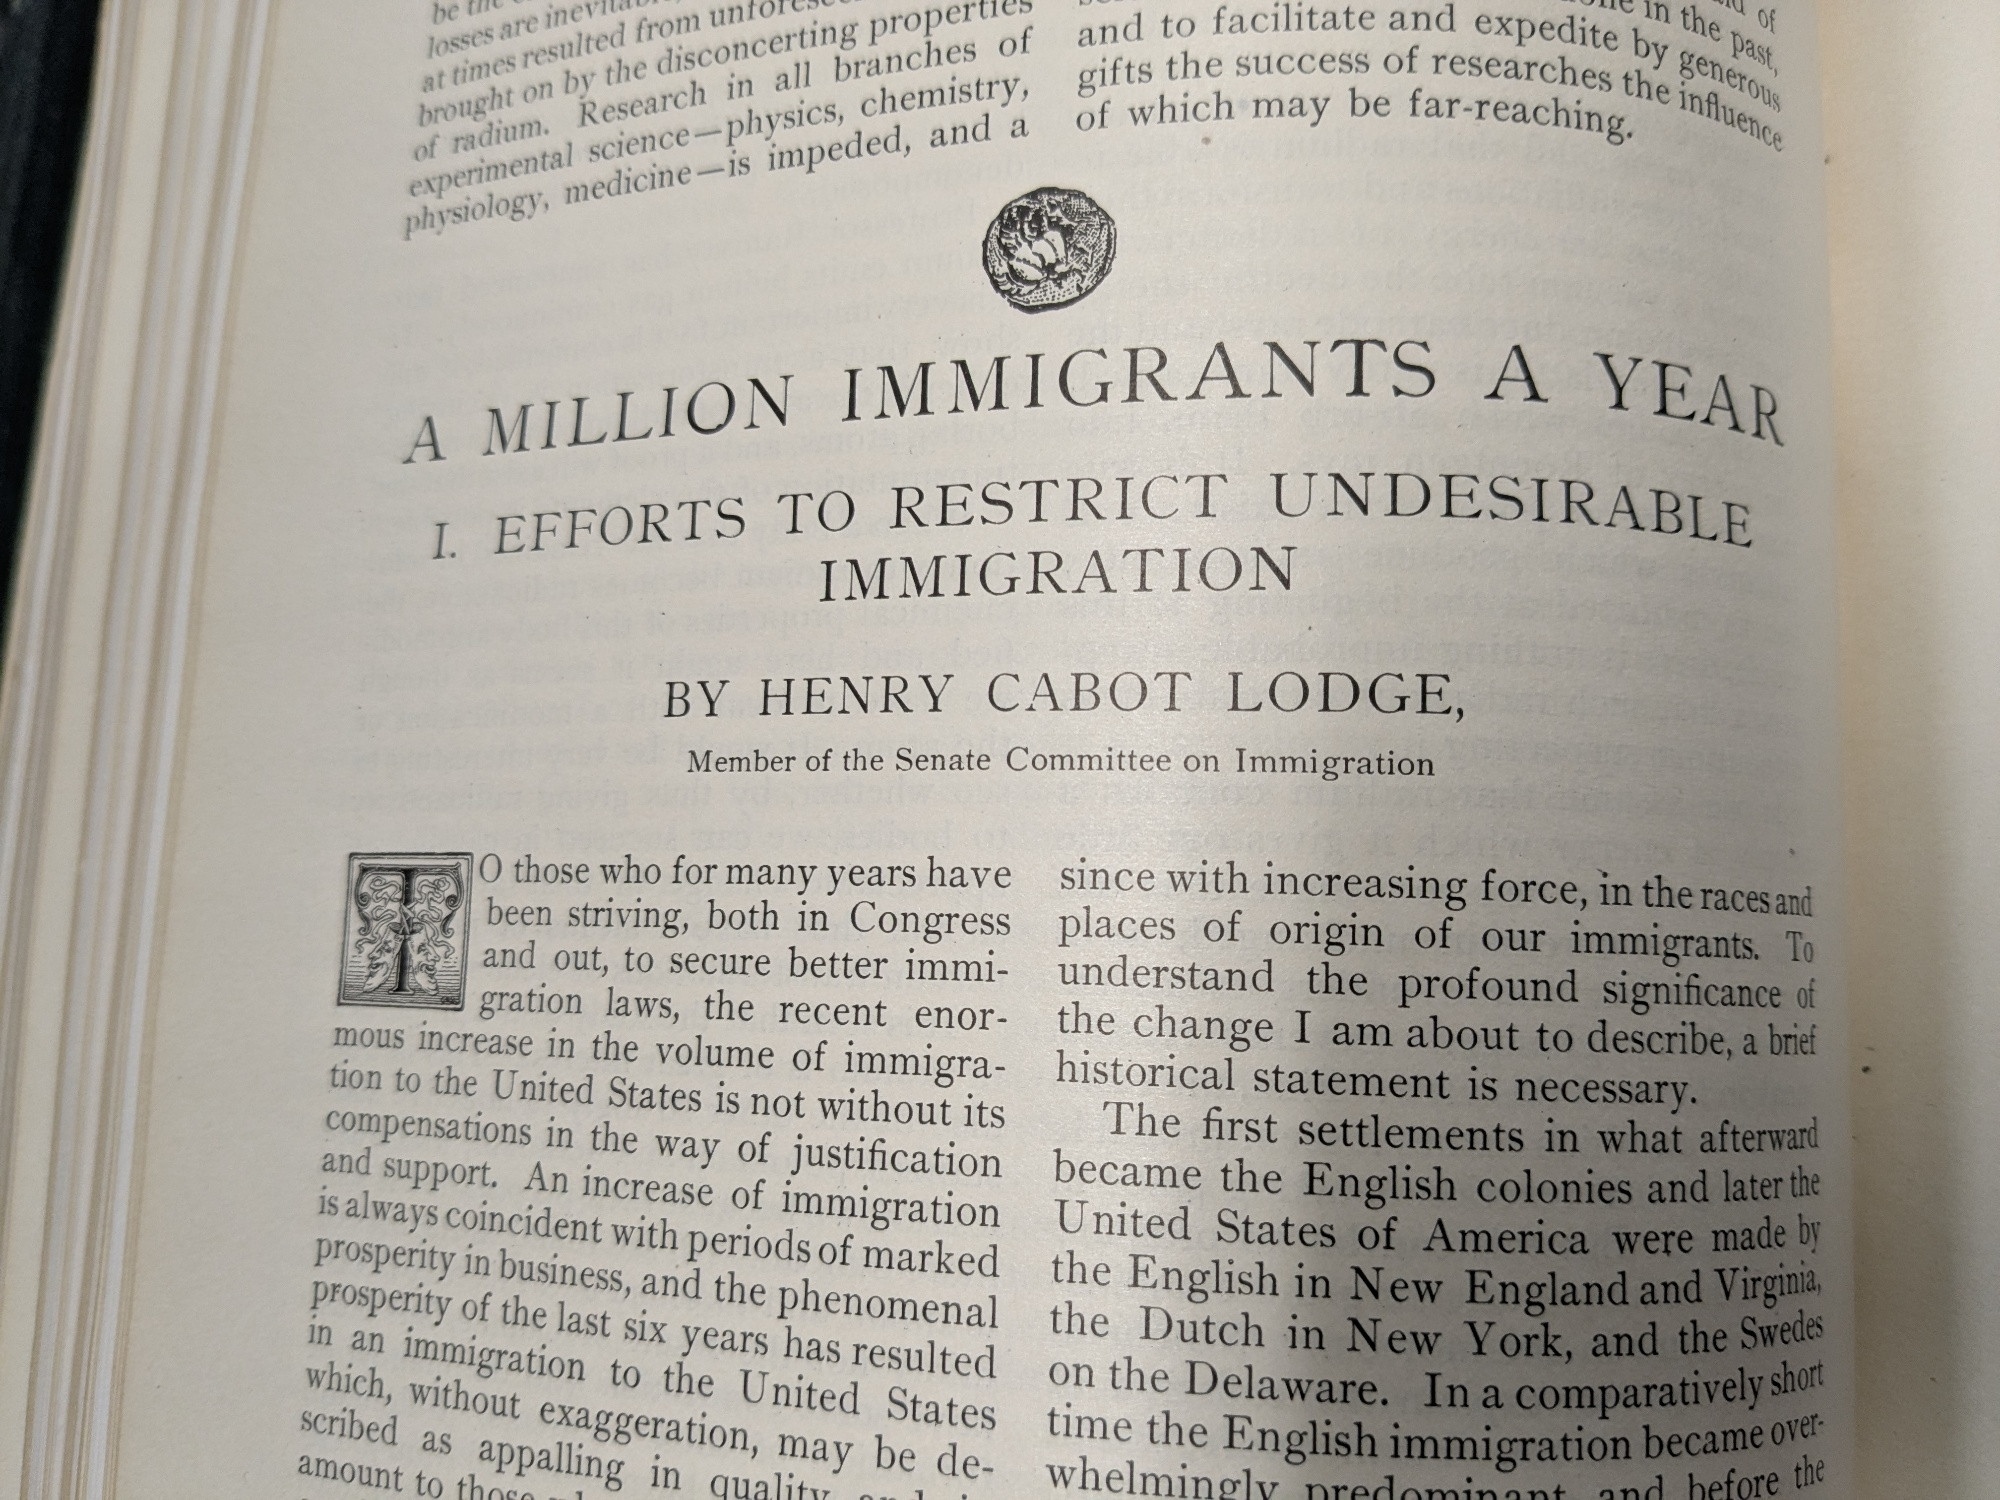 losses are
at times resulted from
brought on by the disconcerting properties
of radium. Research in all branches of
experimental science—physics, chemistry,
physiology, medicine—is impeded, and a
in the past,
and to facilitate and expedite by generous
gifts the success of researches the influence
of which may be far-reaching.
A MILLION IMMIGRANTS A YEAR
I. EFFORTS TO RESTRICT UNDESIRABLE
IMMIGRATION
BY HENRY CABOT LODGE,
Member of the Senate Committee on Immigration
TO those who for many years have
been striving, both in Congress
and out, to secure better immi-
gration laws, the recent enor-
mous increase in the volume of immigra-
tion to the United States is not without its
compensations in the way of justification
and support. An increase of immigration
is always coincident with periods of marked
prosperity in business, and the phenomenal
prosperity of the last six years has resulted
in an immigration to the United States
which, without exaggeration, may be de-
scribed as appalling in quality
amount to those
since with increasing force, in the races and
places of origin of our immigrants. To
understand the profound significance of
the change I am about to describe, a brief
historical statement is necessary.
The first settlements in what afterward
became the English colonies and later the
United States of America were made by
the English in New England and Virginia,
the Dutch in New York, and the Swedes
on the Delaware. In a comparatively short
time the English immigration became over-
whelmingly predominant and before the